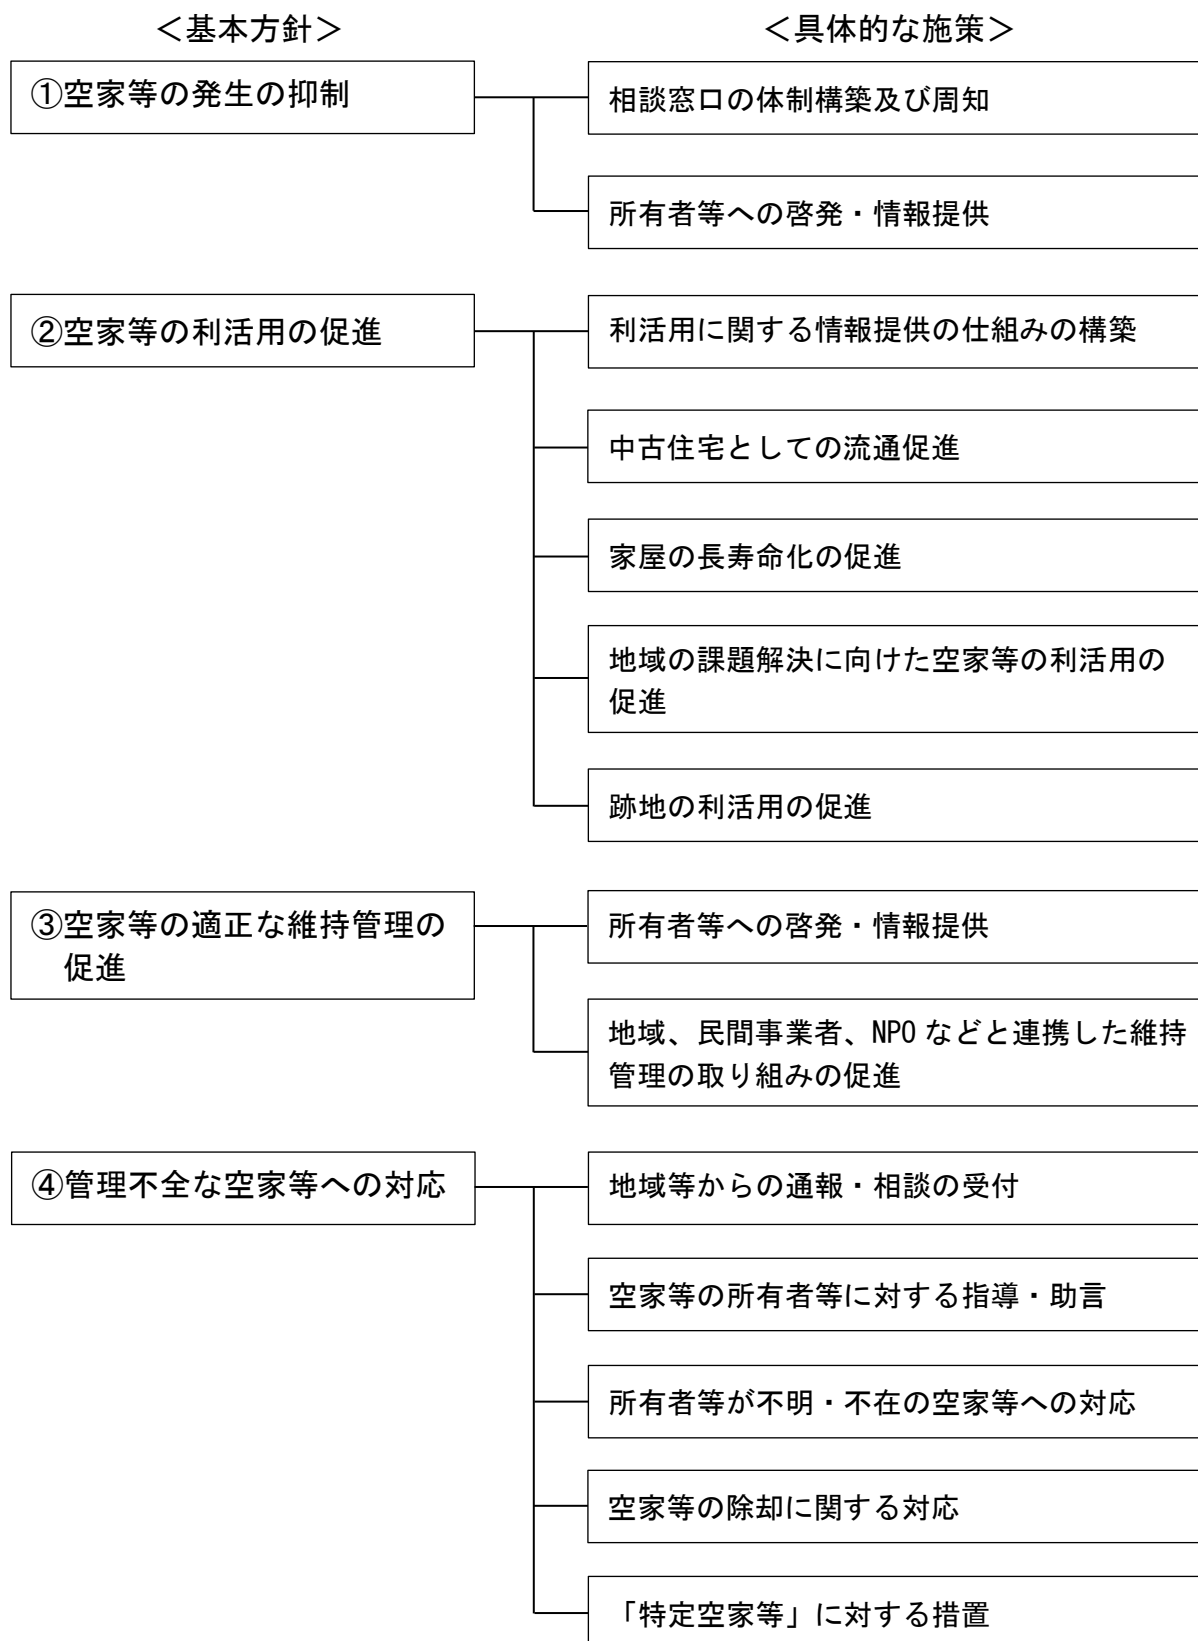 ＜基本方針＞
＜具体的な施策＞
①空家等の発生の抑制
相談窓口の体制構築及び周知
所有者等への啓発・情報提供
②空家等の利活用の促進
利活用に関する情報提供の仕組みの構築
中古住宅としての流通促進
家屋の長寿命化の促進
地域の課題解決に向けた空家等の利活用の
促進
跡地の利活用の促進
③空家等の適正な維持管理の
促進
所有者等への啓発・情報提供
地域、民間事業者、NPO などと連携した維持
管理の取り組みの促進
④管理不全な空家等への対応
地域等からの通報・相談の受付
空家等の所有者等に対する指導・助言
所有者等が不明・不在の空家等への対応
空家等の除却に関する対応
「特定空家等」に対する措置